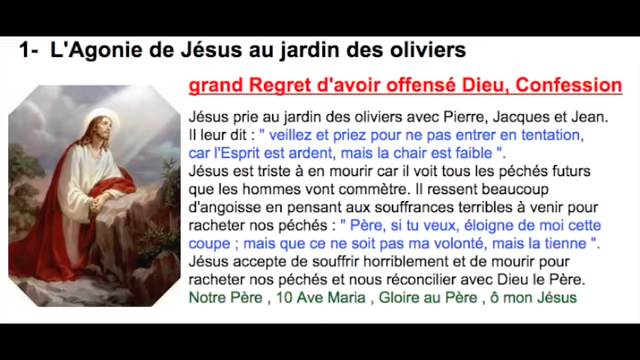 1- L'Agonie de Jésus au jardin des oliviers
grand Regret d'avoir offensé Dieu, Confession
Jésus prie au jardin des oliviers avec Pierre, Jacques et Jean.
Il leur dit : " veillez et priez pour ne pas entrer en tentation,
car l'Esprit est ardent, mais la chair est faible ".
Jésus est triste à en mourir car il voit tous les péchés futurs
que les hommes vont commètre. Il ressent beaucoup
d'angoisse en pensant aux souffrances terribles à venir pour
racheter nos péchés : " Père, si tu veux, éloigne de moi cette
coupe ; mais que ce ne soit pas ma volonté, mais la tienne ".
Jésus accepte de souffrir horriblement et de mourir pour
racheter nos péchés et nous réconcilier avec Dieu le Père.
Notre Père , 10 Ave Maria , Gloire au Père , ô mon Jésus